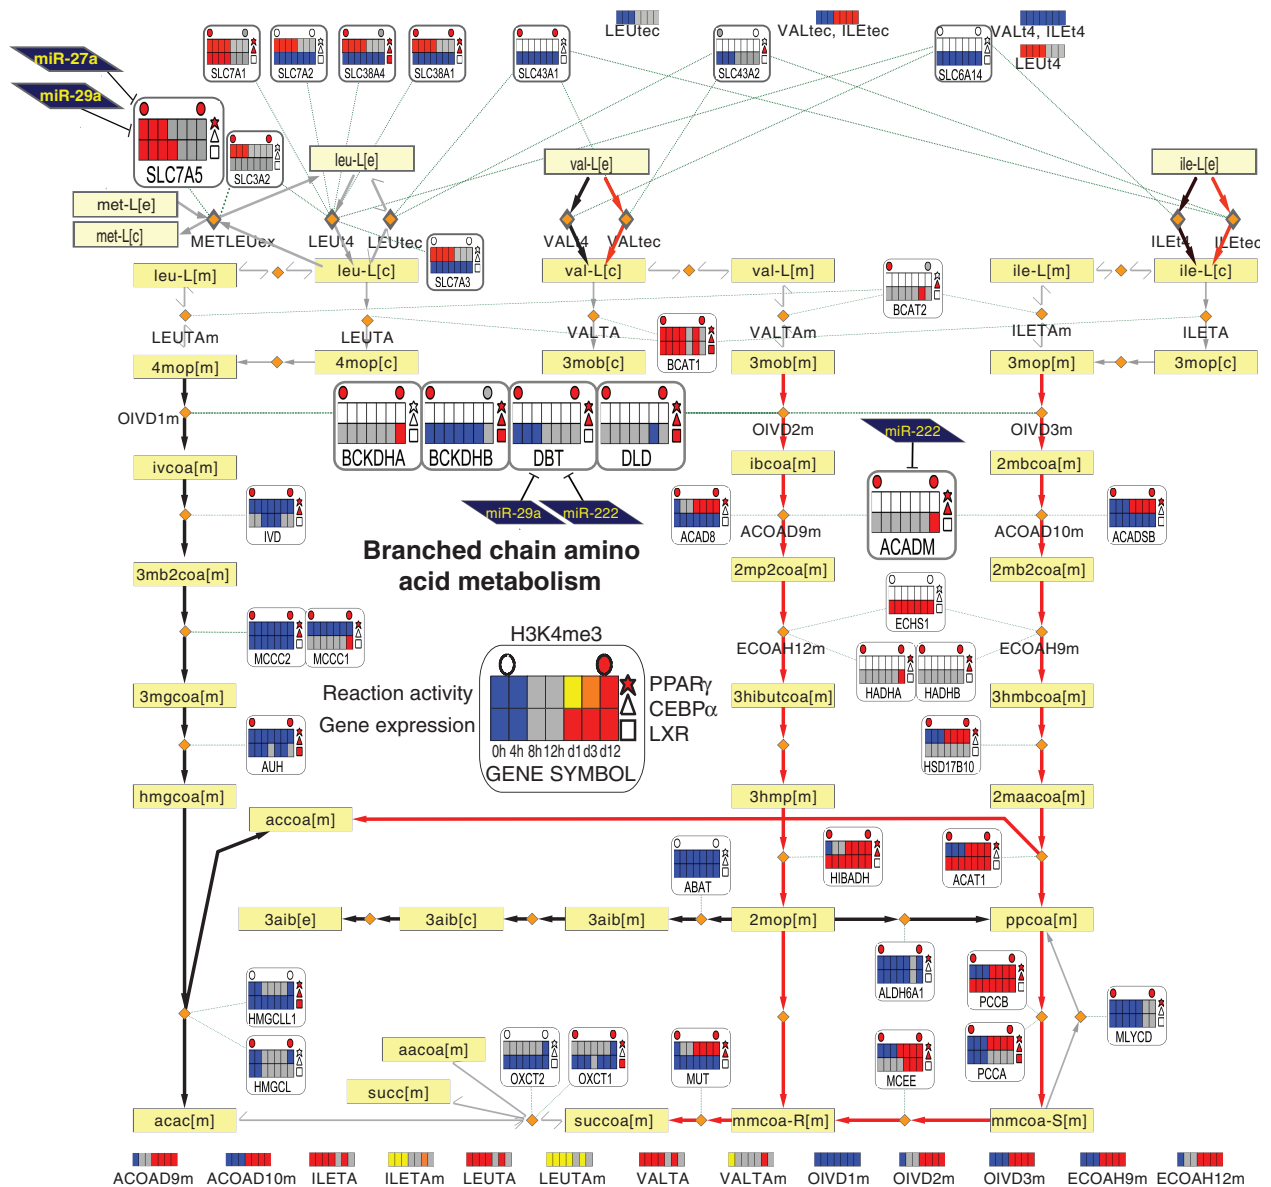 LEUtec
VALtec, ILEtec
VALt4, ILEt4
LEUt4
miR-27a
miR-29a
SLC7A1
SLC7A2
SLC38A4
SLC38A1
SLC43A1
SLC43A2
SLC6A14
SLC7A5
SLC3A2
leu-L[e]
val-L[e]
ile-L[e]
met-L[e]
met-L[c]
METLEUex
LEUt4
LEUtec
VALt4
VALtec
ILEt4
ILEtec
SLC7A3
leu-L[m]
leu-L[c]
val-L[c]
val-L[m]
ile-L[m]
ile-L[c]
BCAT2
LEUTAm
LEUTA
VALTA
VALTAm
ILETAm
ILETA
BCAT1
4mop[m]
4mop[c]
3mob[c]
3mob[m]
3mop[m]
3mop[c]
OIVD1m
BCKDHA
BCKDHB
DBT
DLD
OIVD2m
miR-222
OIVD3m
ivcoa[m]
ibcoa[m]
2mbcoa[m]
miR-29a
miR-222
IVD
ACAD8
ACOAD9m
ACADM
ACOAD10m
ACADSB
Branched chain amino
acid metabolism
3mb2coa[m]
2mp2coa[m]
2mb2coa[m]
ECHS1
H3K4me3
MCCC2
MCCC1
ECOAH12m
ECOAH9m
HADHA
HADHB
Reaction activity
Gene expression
PPARγ
CEBPα
LXR
0h 4h 8h 12h d1 d3 d12
GENE SYMBOL
3mgcoa[m]
3hibutcoa[m]
3hmbcoa[m]
AUH
HSD17B10
hmgcoa[m]
3hmp[m]
2maacoa[m]
accoa[m]
ABAT
HIBADH
ACAT1
3aib[e]
3aib[c]
3aib[m]
2mop[m]
ppcoa[m]
ALDH6A1
PCCB
HMGCLL1
MLYCD
HMGCL
aacoa[m]
OXCT2
OXCT1
MUT
MCEE
PCCA
succ[m]
acac[m]
succoa[m]
mmcoa-R[m]
mmcoa-S[m]
ACOAD9m
ACOAD10m
ILETA
ILETAm
LEUTA
LEUTAm
VALTA
VALTAm
OIVD1m
OIVD2m
OIVD3m
ECOAH9m
ECOAH12m